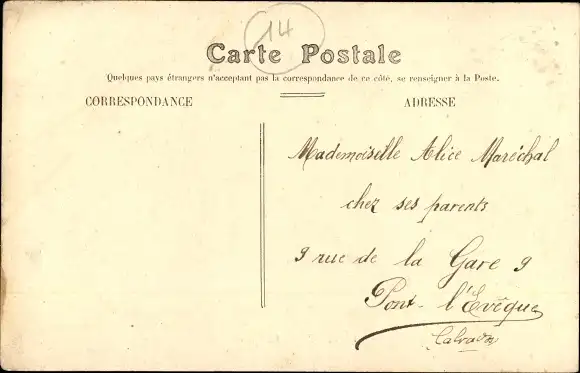 14
Carte Postale
Quelques pays étrangers n'acceptant pas la correspondance de ce côté, se renseigner à la Poste.
CORRESPONDANCE
ADRESSE
Mademoiselle Alice Maréchal
chez ses parents
9 rue de la Gare 9
Pont-l'Evêque
Calvados